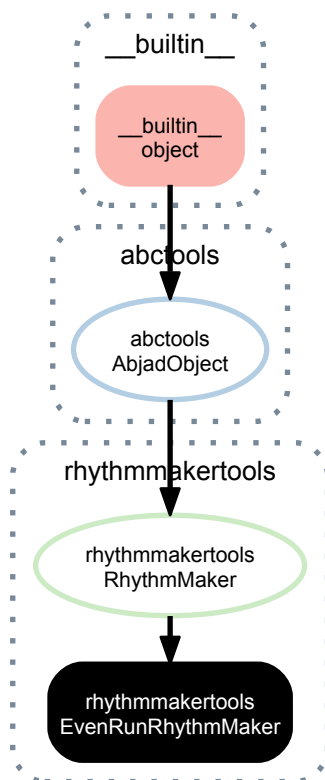 __builtin__
__builtin__
object
abctools
abctools
AbjadObject
rhythmmakertools
rhythmmakertools
RhythmMaker
rhythmmakertools
EvenRunRhythmMaker